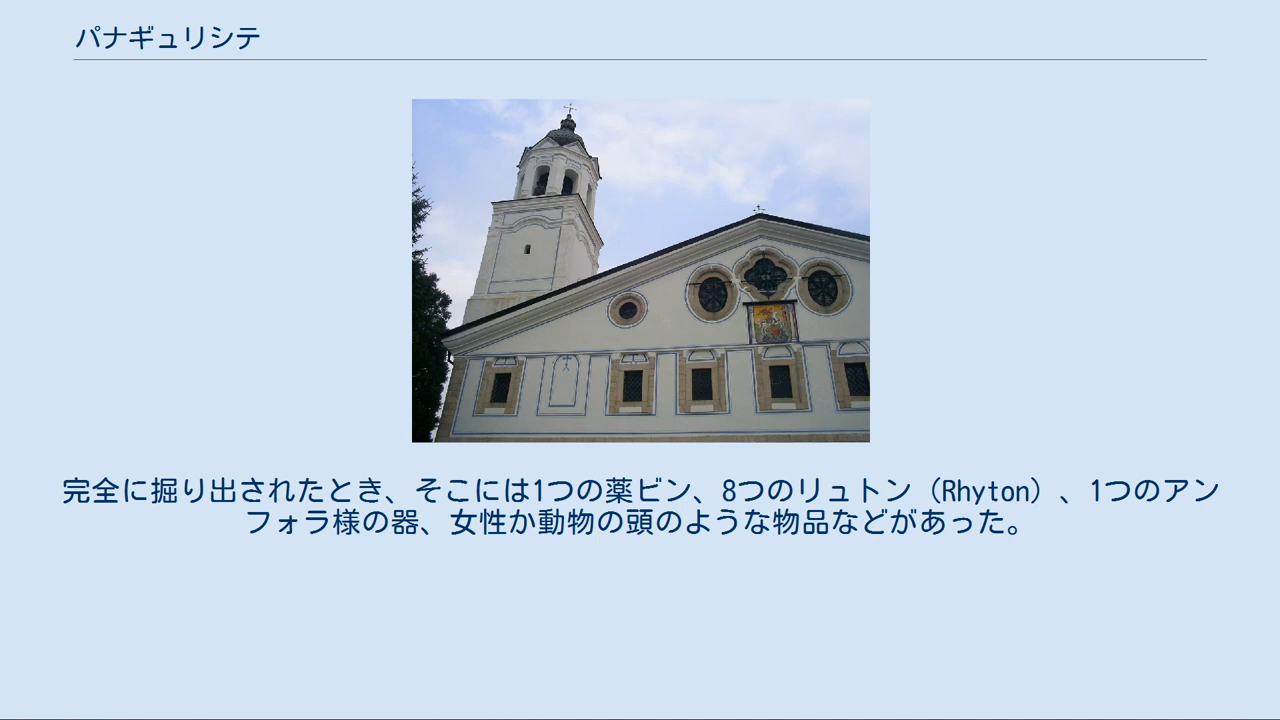 パナギュリシテ
完全に掘り出されたとき、そこには1つの薬ビン、8つのリュトン（Rhyton）、1つのアン
フォラ様の器、女性か動物の頭のような物品などがあった。